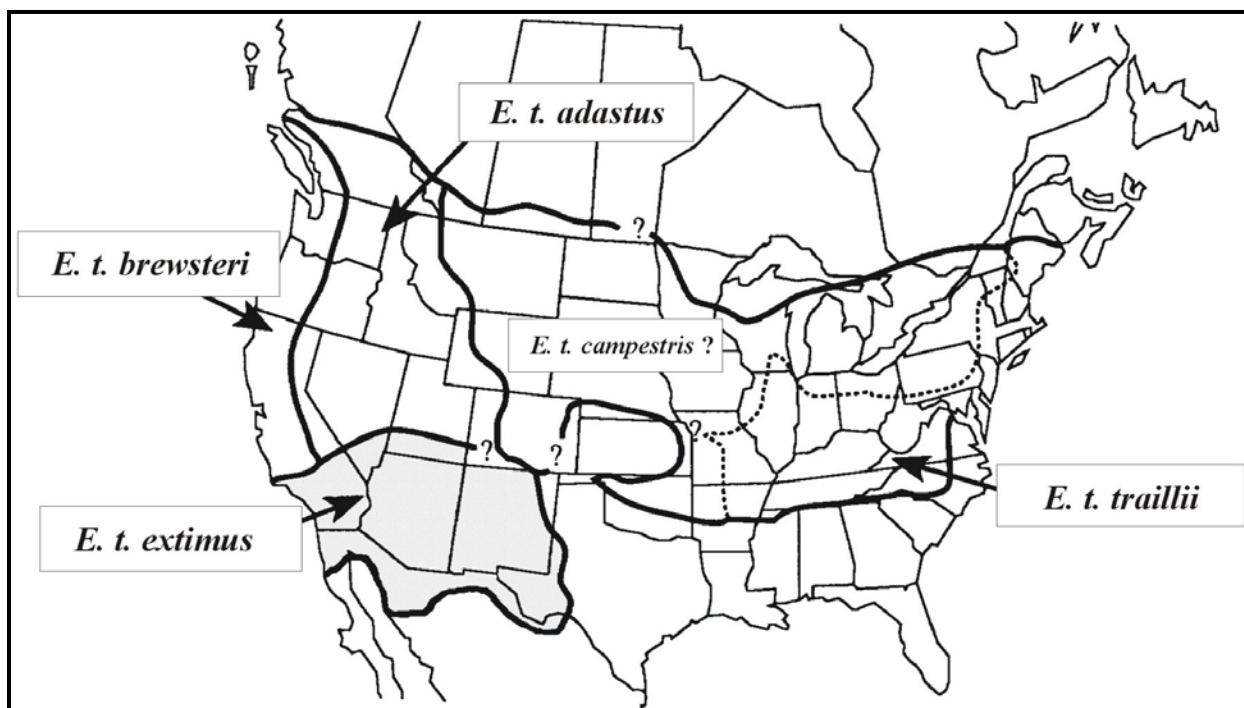 E. t. adastus
?
E. t. brewsteri
E. t. campestris ?
?
?
?
E. t. traillii
E. t. extimus